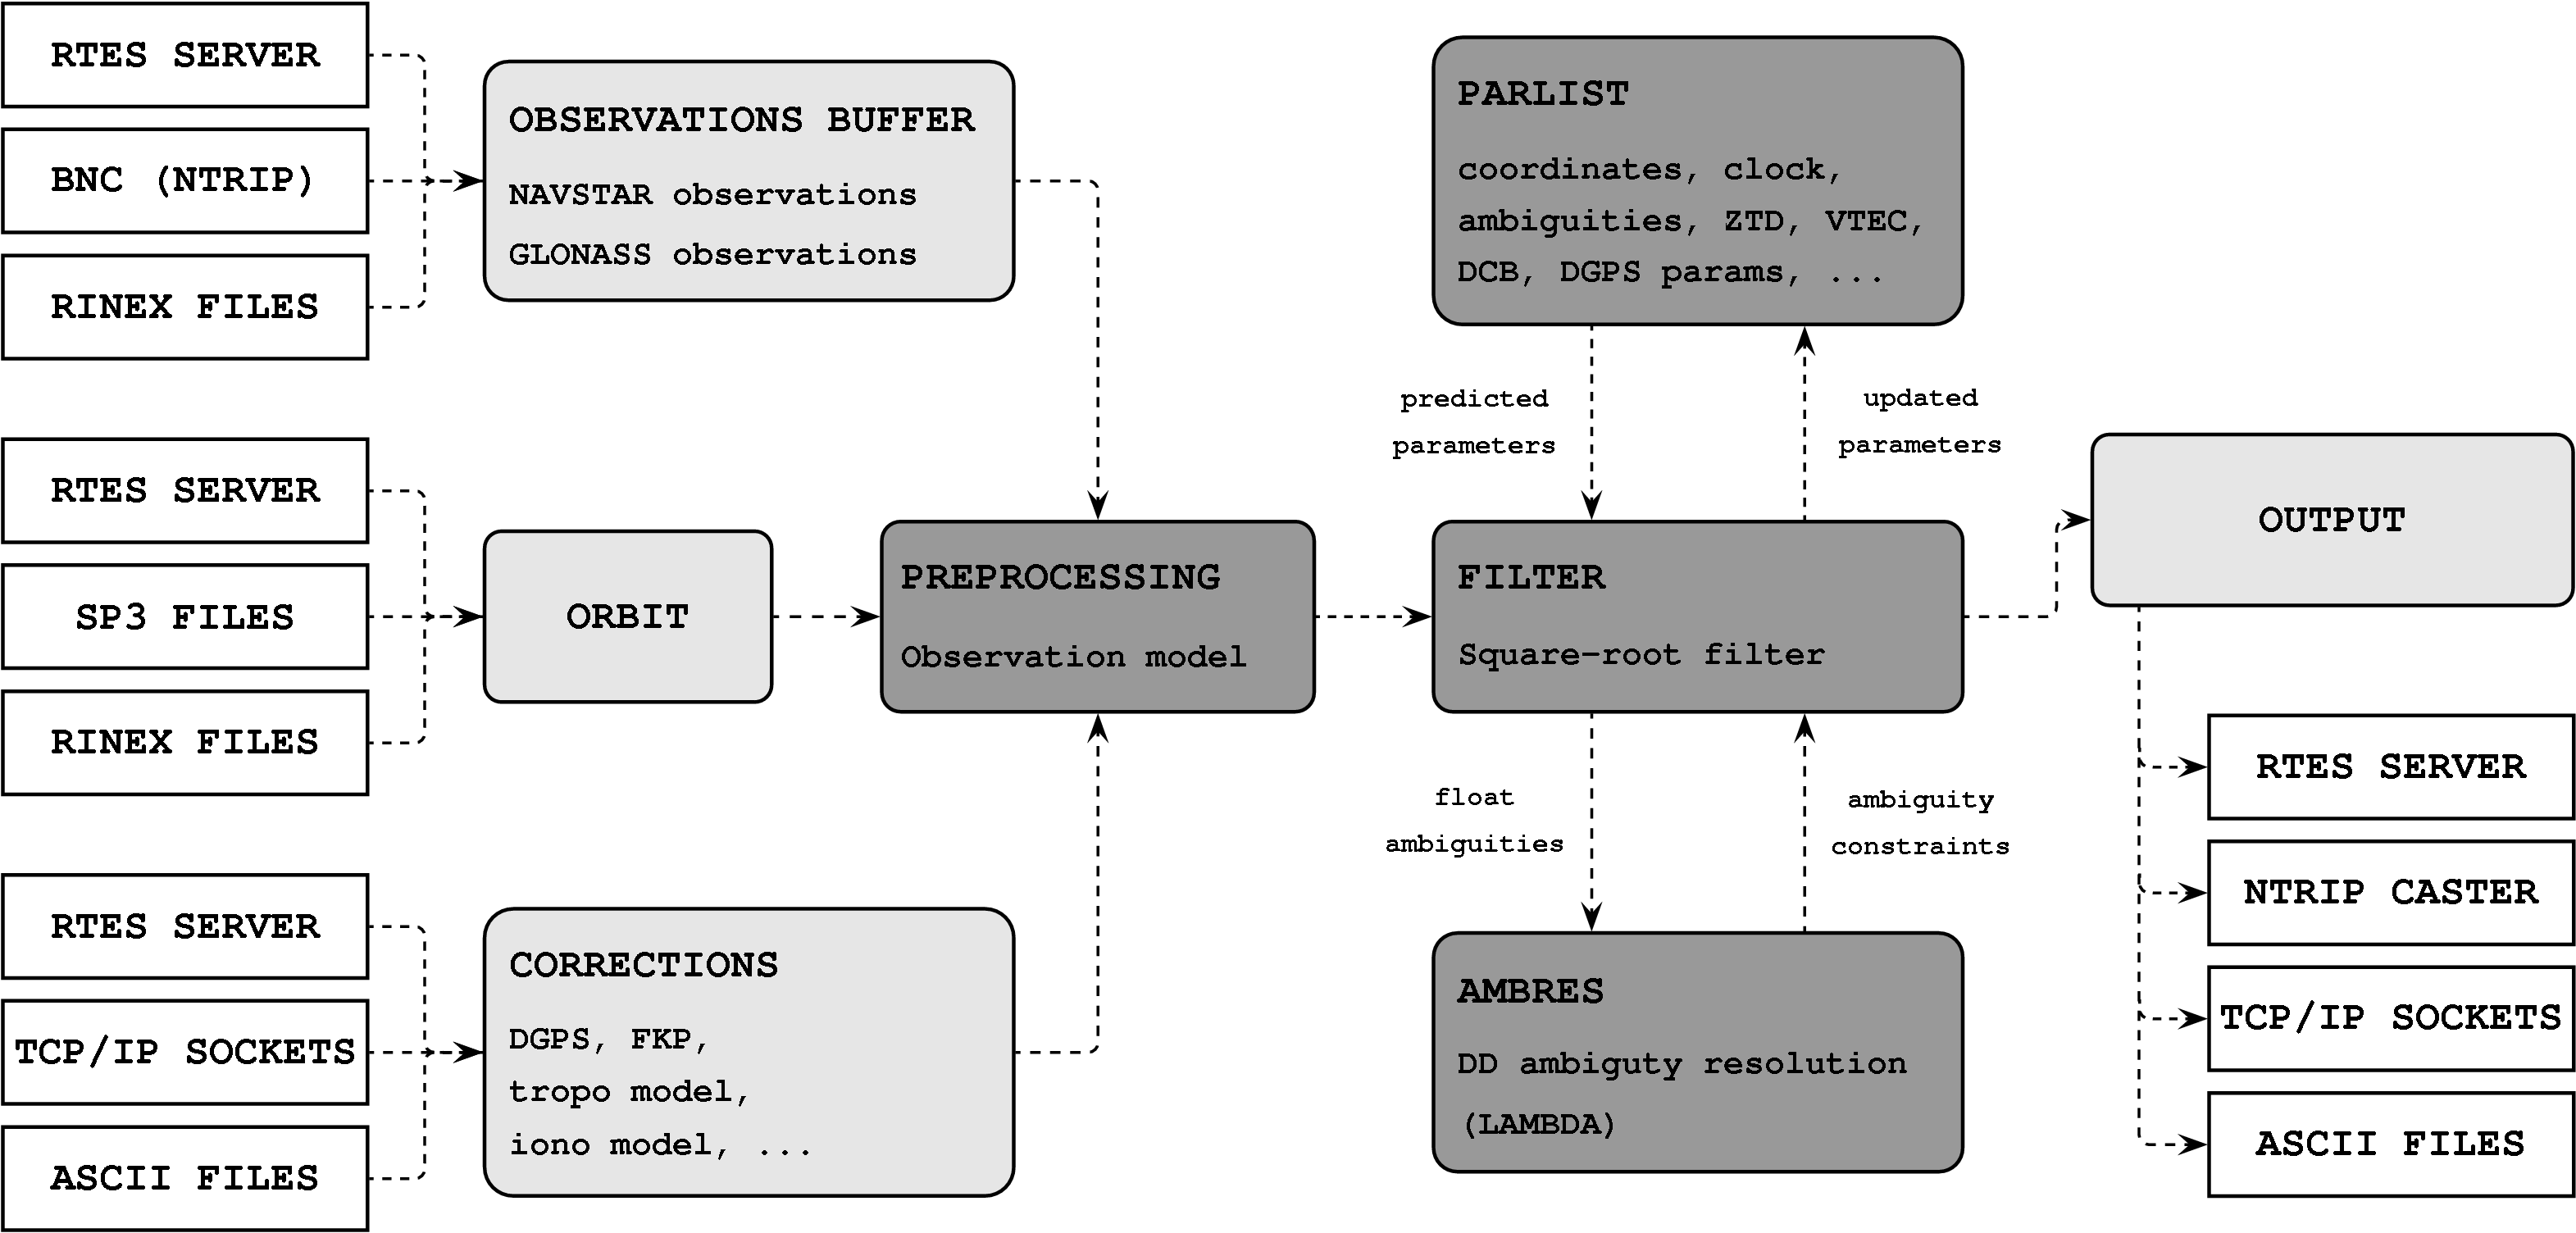 RTES SERVER
BNC (NTRIP)
RINEX FILES
OBSERVATIONS BUFFER
NAVSTAR observations
GLONASS observations
RTES SERVER
SP3 FILES
RINEX FILES
ORBIT
RTES SERVER
TCP/IP SOCKETS
ASCII FILES
CORRECTIONS
DGPS, FKP,
tropo model,
iono model, ...
PREPROCESSING
Observation model
PARLIST
coordinates, clock,
ambiguities, ZTD, VTEC,
DCB, DGPS params, ...
predicted
parameters
updated
parameters
FILTER
Square-root filter
float
ambiguities
ambiguity
constraints
AMBRES
DD ambiguty resolution
(LAMBDA)
OUTPUT
RTES SERVER
NTRIP CASTER
TCP/IP SOCKETS
ASCII FILES